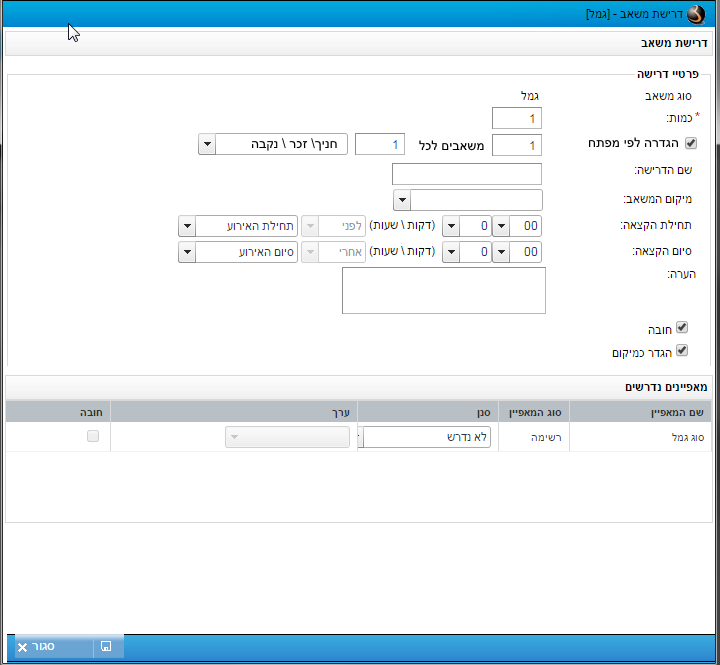 דרישת משאב - [גמל]
דרישת משאב
פרטיי דרישה
סוג משאב גמל
כמות:* 1
הגדרה לפי מפתח 1 משאבים לכל 1 חניך\ זכר \ נקבה
שם הדרישה:
מיקום המשאב:
תחילת הקצאה: 00 0 (דקות \ שעות) לפני תחילת האירוע
סיום הקצאה: 00 0 (דקות \ שעות) אחרי סיום האירוע
הערה:
חובה
הגדר כמיקום
מאפיינים נדרשים
שם המאפיין סוג המאפיין סנן ערך חובה
סוג גמל רשימה לא נדרש
סגור